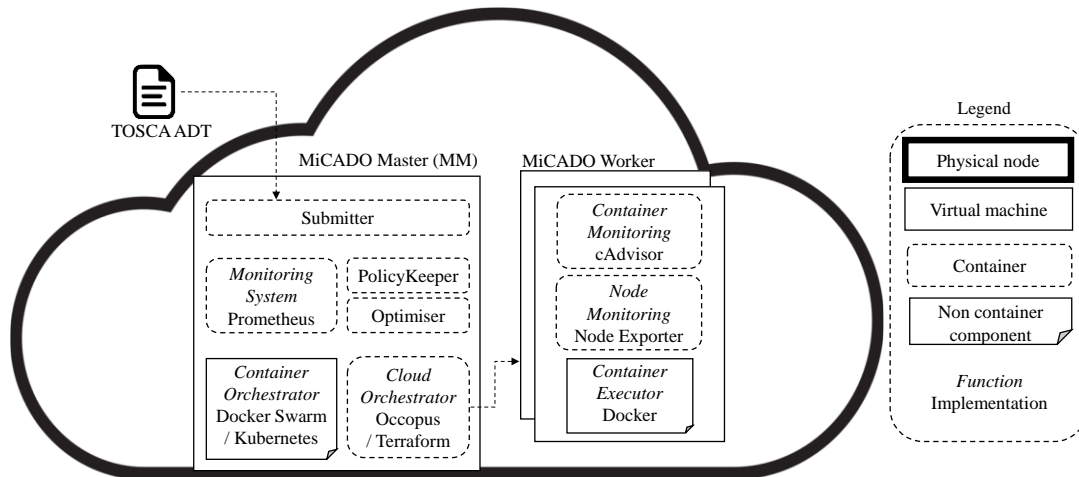 TOSCA ADT
MiCADO Master (MM)
Submitter
Monitoring
System
Prometheus
PolicyKeeper
Optimiser
Container
Orchestrator
Docker Swarm
/ Kubernetes
Cloud
Orchestrator
Occopus
/ Terraform
MiCADO Worker
Container
Monitoring
cAdvisor
Node
Monitoring
Node Exporter
Container
Executor
Docker
Legend
Physical node
Virtual machine
Container
Non container
component
Function
Implementation